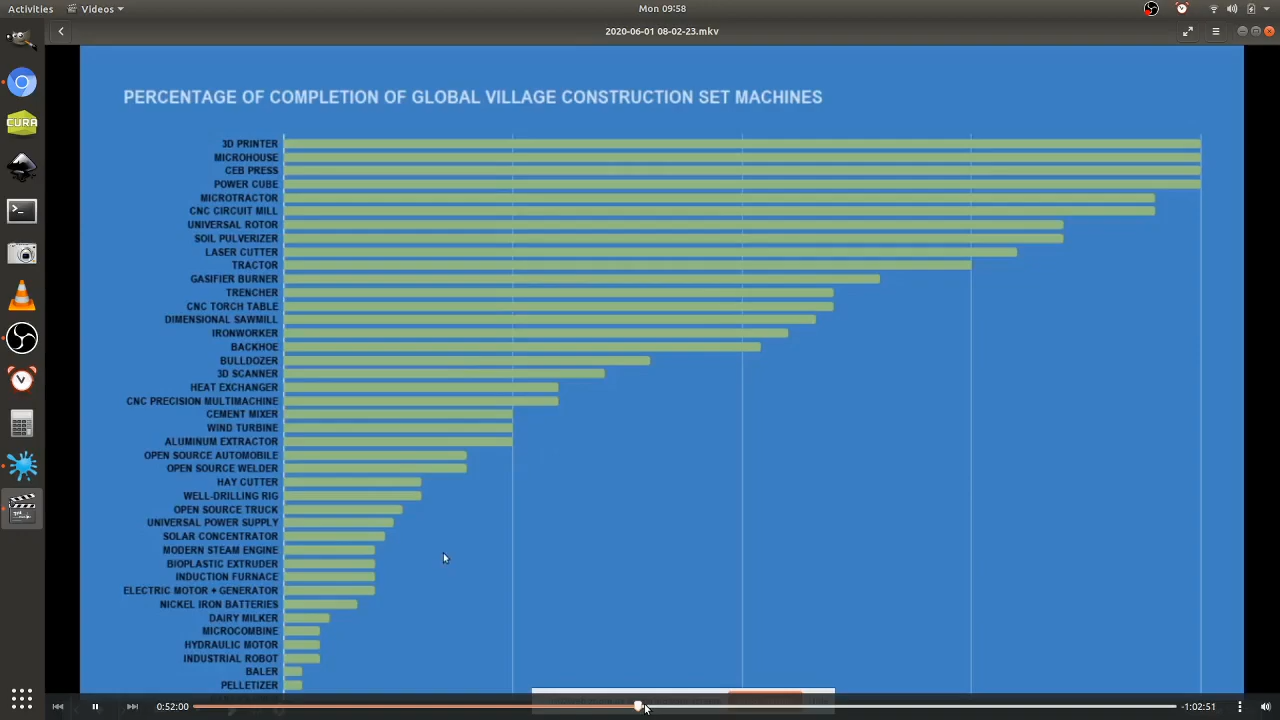 Activities Videos Mon 09:58
2020-06-01 08-02-23.mkv
CURA
PERCENTAGE OF COMPLETION OF GLOBAL VILLAGE CONSTRUCTION SET MACHINES
3D PRINTER
MICROHOUSE
CEB PRESS
POWER CUBE
MICROTRACTOR
CNC CIRCUIT MILL
UNIVERSAL ROTOR
SOIL PULVERIZER
LASER CUTTER
TRACTOR
GASIFIER BURNER
TRENCHER
CNC TORCH TABLE
DIMENSIONAL SAWMILL
IRONWORKER
BACKHOE
BULLDOZER
3D SCANNER
HEAT EXCHANGER
CNC PRECISION MULTIMACHINE
CEMENT MIXER
WIND TURBINE
ALUMINUM EXTRACTOR
OPEN SOURCE AUTOMOBILE
OPEN SOURCE WELDER
HAY CUTTER
WELL-DRILLING RIG
OPEN SOURCE TRUCK
UNIVERSAL POWER SUPPLY
SOLAR CONCENTRATOR
MODERN STEAM ENGINE
BIOPLASTIC EXTRUDER
INDUCTION FURNACE
ELECTRIC MOTOR + GENERATOR
NICKEL IRON BATTERIES
DAIRY MILKER
MICROCOMBINE
HYDRAULIC MOTOR
INDUSTRIAL ROBOT
BALER
PELLETIZER
0:52:00 -1:02:51